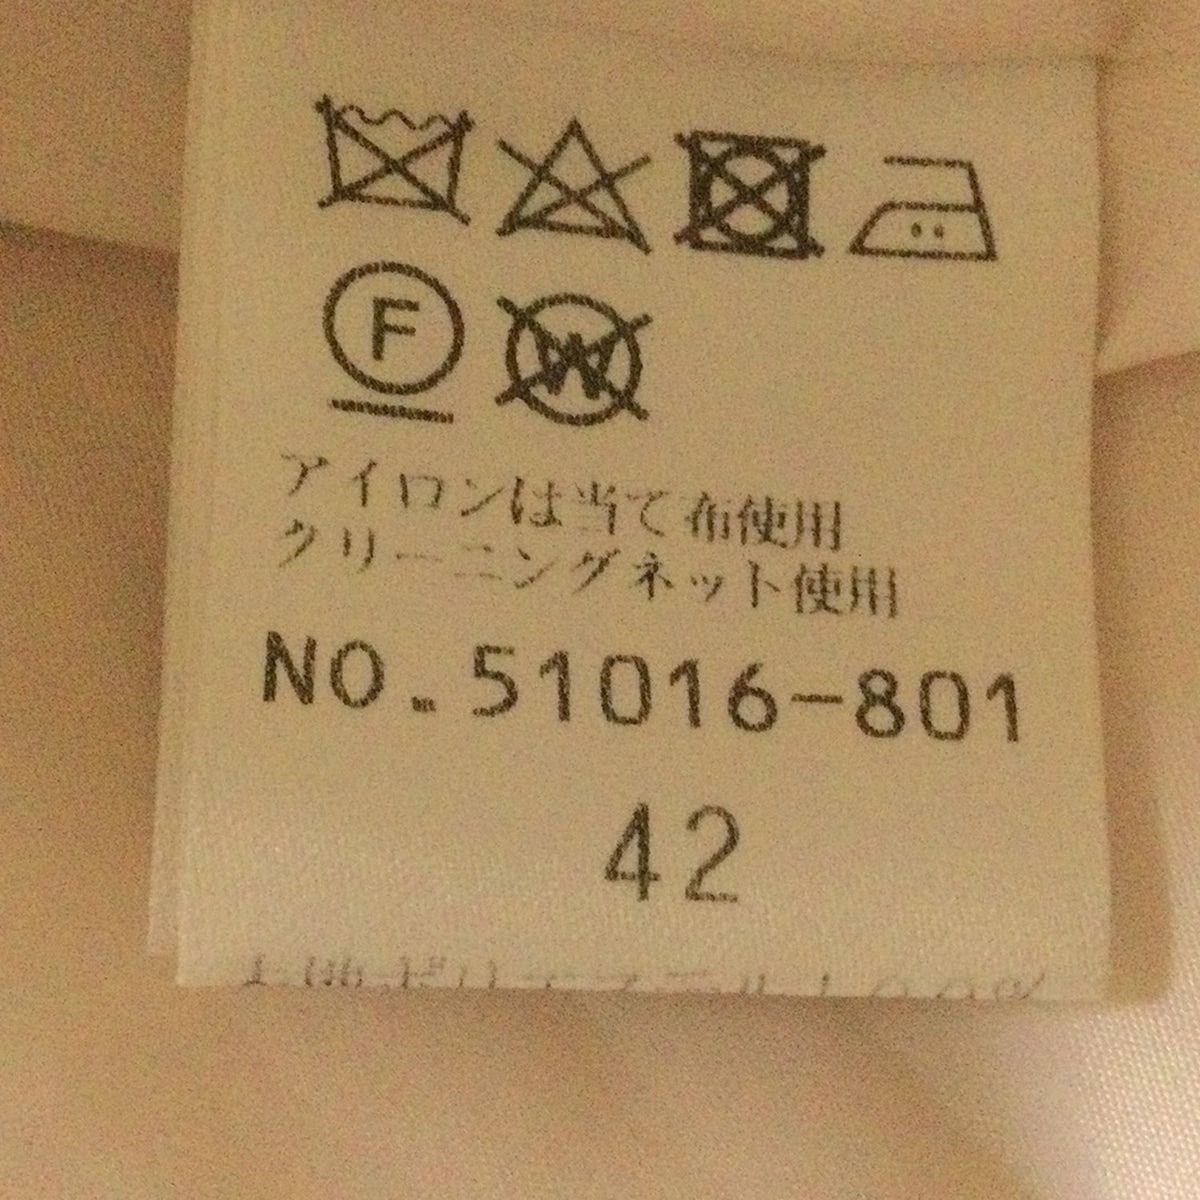 F W
アイロンは当て布使用
クリーニングネット使用
NO.51016-801
42